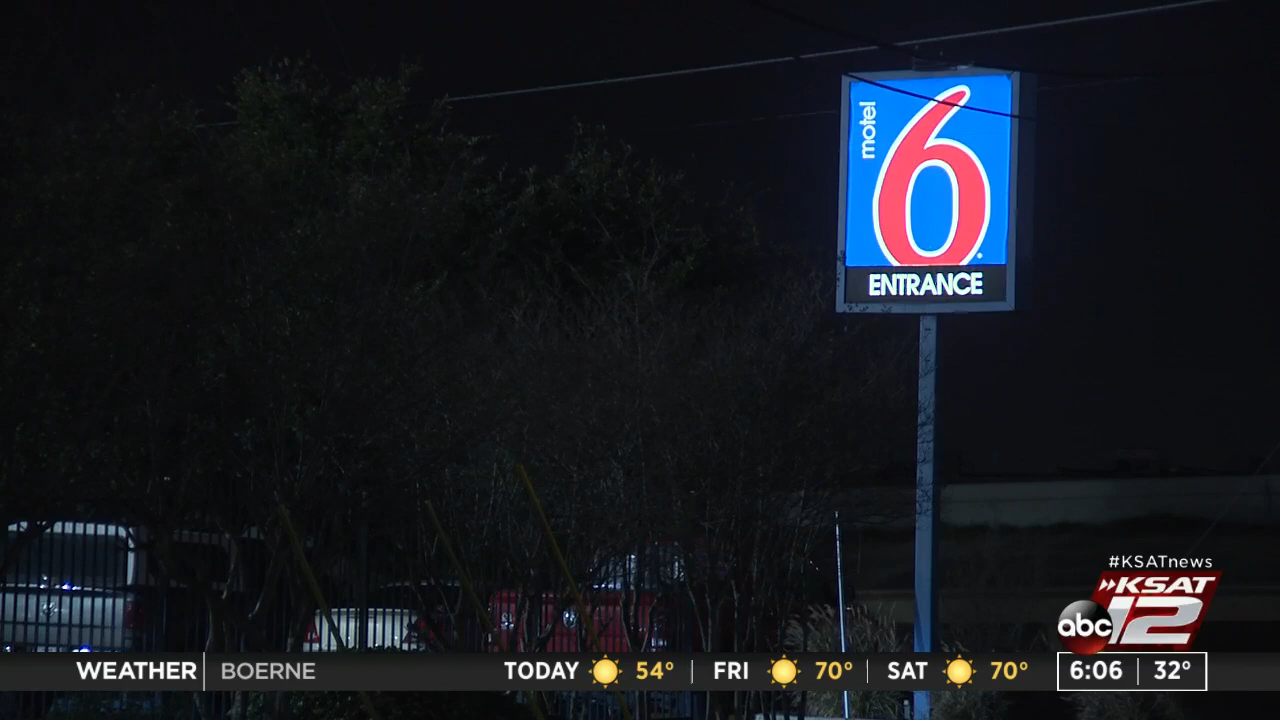 motel
6
ENTRANCE
#KSATnews
KSAT
abc 12
WEATHER BOERNE TODAY 54° FRI 70° SAT 70° 6:06 32°